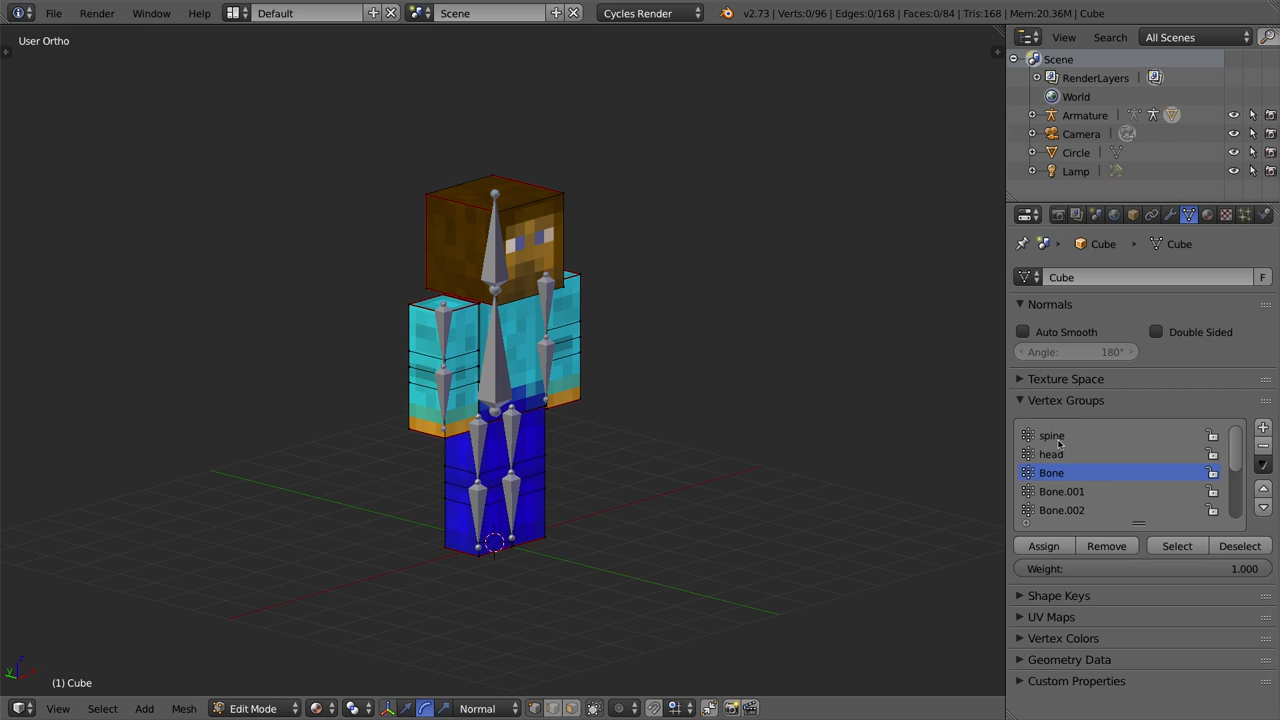 File Render Window Help Default Scene Cycles Render v2.73 | Verts:0/96 | Edges:0/168 | Faces:0/84 | Tris:168 | Mem:20.36M | Cube
User Ortho
View Search All Scenes
Scene
RenderLayers
World
Armature
Camera
Circle
Lamp
Cube Cube
Cube F
Normals
Auto Smooth Double Sided
Angle: 180°
Texture Space
Vertex Groups
spine
head
Bone
Bone.001
Bone.002
Assign Remove Select Deselect
Weight: 1.000
Shape Keys
UV Maps
Vertex Colors
Geometry Data
Custom Properties
z
y
(1) Cube
View Select Add Mesh Edit Mode Normal